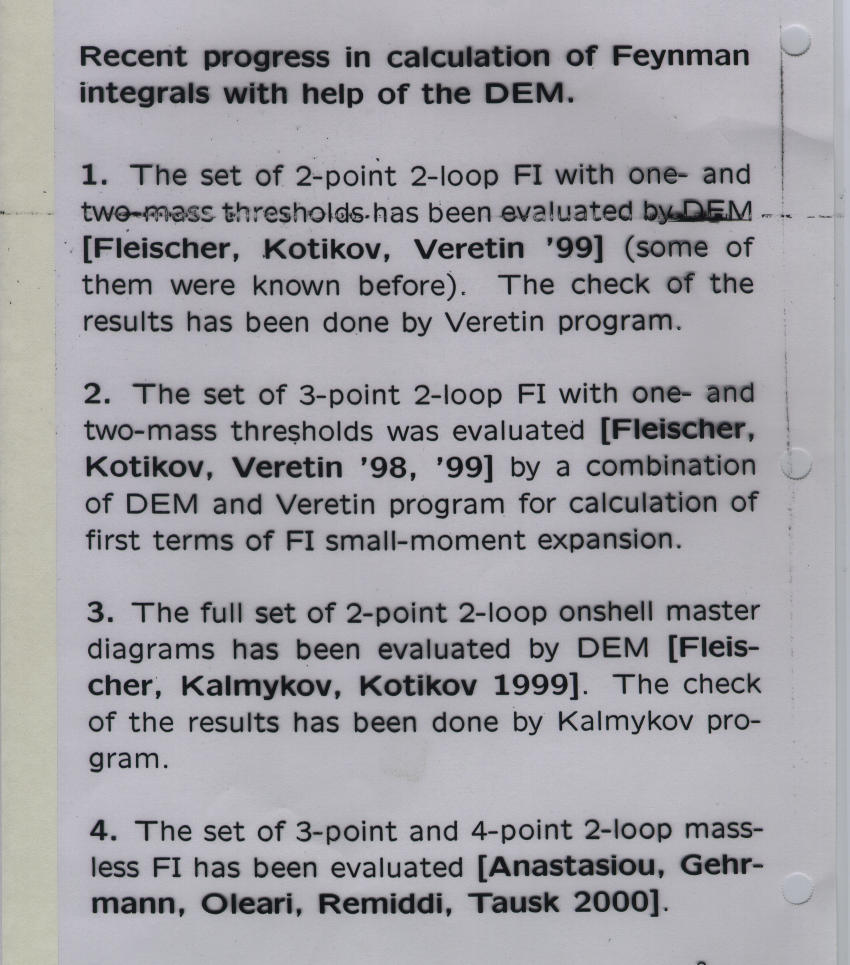 Recent progress in calculation of Feynman
integrals with help of the DEM.
1. The set of 2-point 2-loop FI with one- and
two-mass thresholds has been evaluated by DEM
[Fleischer, Kotikov, Veretin '99] (some of
them were known before). The check of the
results has been done by Veretin program.
2. The set of 3-point 2-loop FI with one- and
two-mass thresholds was evaluated [Fleischer,
Kotikov, Veretin '98, '99] by a combination
of DEM and Veretin program for calculation of
first terms of FI small-moment expansion.
3. The full set of 2-point 2-loop onshell master
diagrams has been evaluated by DEM [Fleis-
cher, Kalmykov, Kotikov 1999]. The check
of the results has been done by Kalmykov pro-
gram.
4. The set of 3-point and 4-point 2-loop mass-
less FI has been evaluated [Anastasiou, Gehr-
mann, Oleari, Remiddi, Tausk 2000].